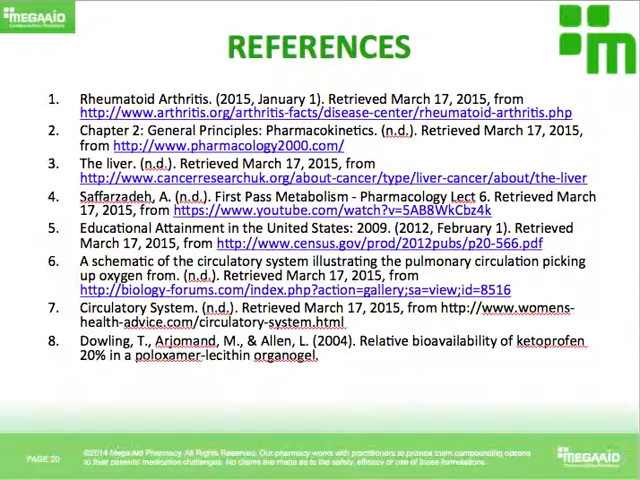 MEGAAID
REFERENCES
1. Rheumatoid Arthritis. (2015, January 1). Retrieved March 17, 2015, from
http://www.arthritis.org/arthritis-facts/disease-center/rheumatoid-arthritis.php
2. Chapter 2: General Principles: Pharmacokinetics. (n.d.). Retrieved March 17, 2015,
from http://www.pharmacology2000.com/
3. The liver. (n.d.). Retrieved March 17, 2015, from
http://www.cancerresearchuk.org/about-cancer/type/liver-cancer/about/the-liver
4. Saffarzadeh, A. (n.d.). First Pass Metabolism - Pharmacology Lect 6. Retrieved March
17, 2015, from https://www.youtube.com/watch?v=5AB8WkCbz4k
5. Educational Attainment in the United States: 2009. (2012, February 1). Retrieved
March 17, 2015, from http://www.census.gov/prod/2012pubs/p20-566.pdf
6. A schematic of the circulatory system illustrating the pulmonary circulation picking
up oxygen from. (n.d.). Retrieved March 17, 2015, from
http://biology-forums.com/index.php?action=gallery;sa=view;id=8516
7. Circulatory System. (n.d.). Retrieved March 17, 2015, from http://www.womens-
health-advice.com/circulatory-system.html
8. Dowling, T., Arjomand, M., & Allen, L. (2004). Relative bioavailability of ketoprofen
20% in a poloxamer-lecithin organogel.
PAGE 20
©2014 Mega Aid Pharmacy. All Rights Reserved. Our pharmacy works with practitioners to provide them compounding options
to their patients' medication challenges. No claims are made as to the safety, efficacy or use of these formulations.
MEGAAID